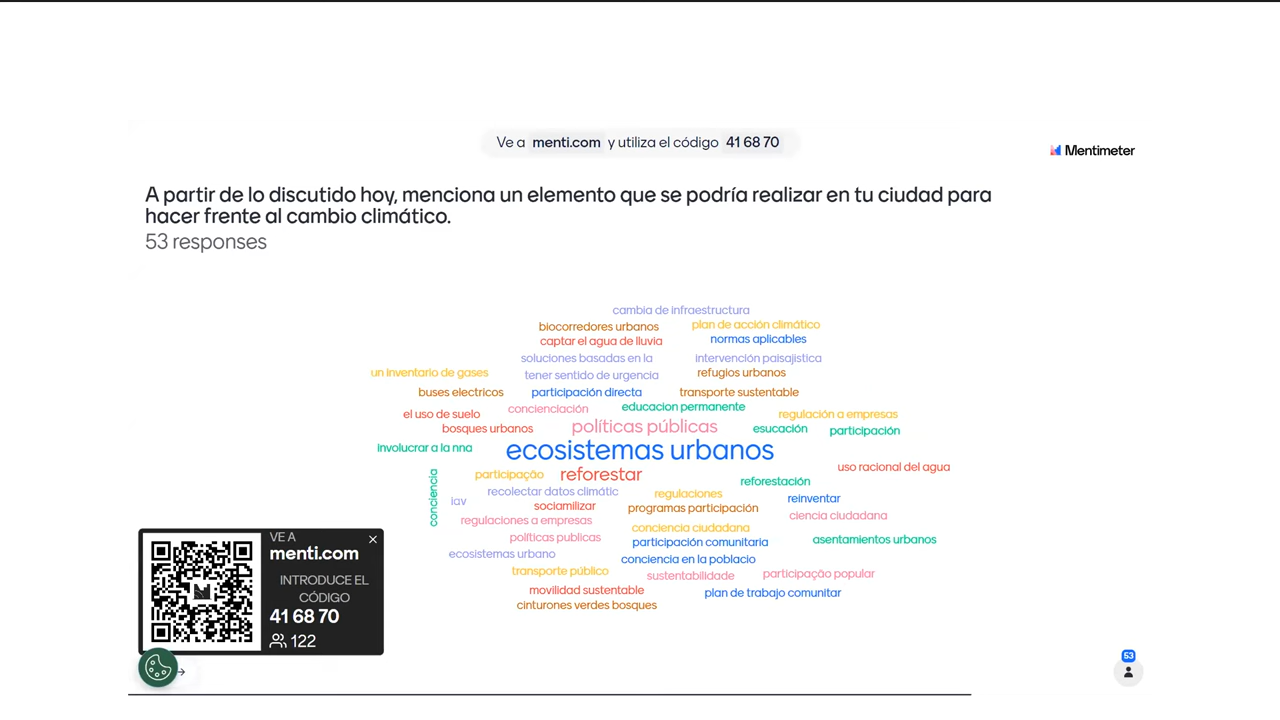 Ve a menti.com y utiliza el código 41 68 70
Mentimeter
A partir de lo discutido hoy, menciona un elemento que se podría realizar en tu ciudad para
hacer frente al cambio climático.
53 responses
cambia de infraestructura
biocorredores urbanos
plan de acción climático
captar el agua de lluvia
normas aplicables
soluciones basadas en la
intervención paisajistica
un inventario de gases
tener sentido de urgencia
refugios urbanos
buses electricos
participación directa
transporte sustentable
el uso de suelo
concienciación
educacion permanente
regulación a empresas
bosques urbanos
políticas públicas
esucación
participación
involucrar a la nna
ecosistemas urbanos
uso racional del agua
participação
reforestar
reforestación
conciencia
recolectar datos climátic
regulaciones
reinventar
iav
sociamilizar
programas participación
ciencia ciudadana
regulaciones a empresas
conciencia ciudadana
políticas publicas
participación comunitaria
asentamientos urbanos
ecosistemas urbano
conciencia en la poblacio
transporte público
sustentabilidade
participação popular
movilidad sustentable
plan de trabajo comunitar
cinturones verdes bosques
VE A
menti.com
INTRODUCE EL
CÓDIGO
41 68 70
122
53